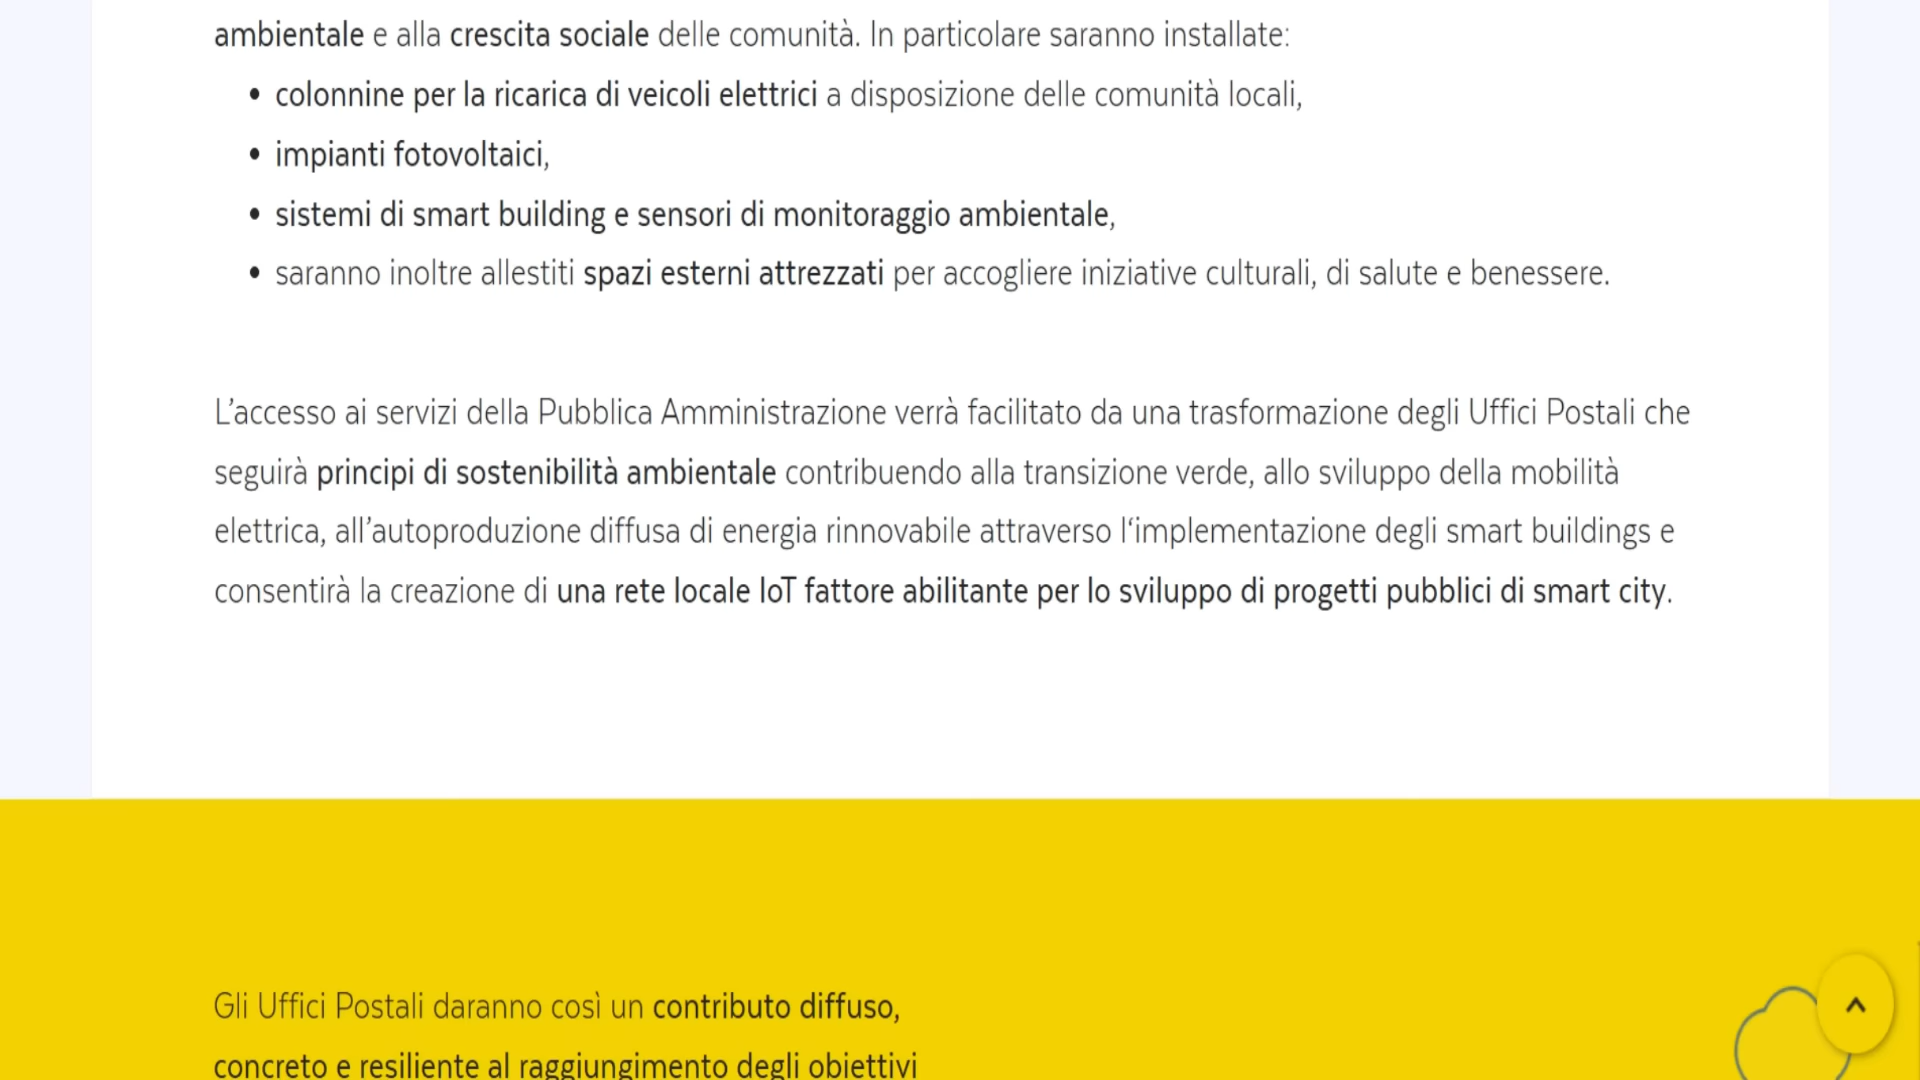 ambientale e alla crescita sociale delle comunità. In particolare saranno installate:
• colonnine per la ricarica di veicoli elettrici a disposizione delle comunità locali,
• impianti fotovoltaici,
• sistemi di smart building e sensori di monitoraggio ambientale,
• saranno inoltre allestiti spazi esterni attrezzati per accogliere iniziative culturali, di salute e benessere.
L’accesso ai servizi della Pubblica Amministrazione verrà facilitato da una trasformazione degli Uffici Postali che
seguirà principi di sostenibilità ambientale contribuendo alla transizione verde, allo sviluppo della mobilità
elettrica, all’autoproduzione diffusa di energia rinnovabile attraverso l‘implementazione degli smart buildings e
consentirà la creazione di una rete locale IoT fattore abilitante per lo sviluppo di progetti pubblici di smart city.
Gli Uffici Postali daranno così un contributo diffuso,
concreto e resiliente al raggiungimento degli obiettivi